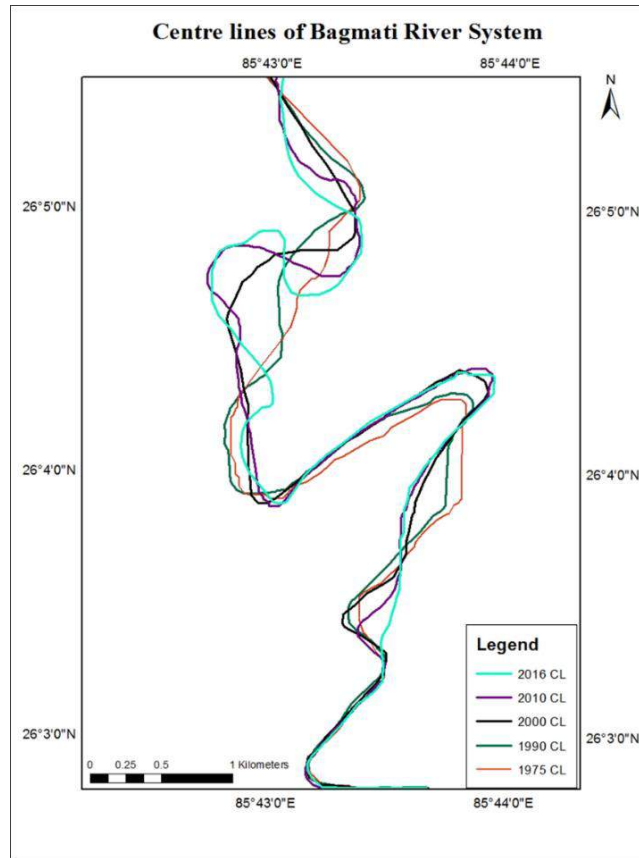 Centre lines of Bagmati River System
85°43'0"E 85°44'0"E
N
26°5'0"N 26°5'0"N
26°4'0"N 26°4'0"N
Legend
2016 CL
2010 CL
2000 CL
1990 CL
1975 CL
26°3'0"N 26°3'0"N
0 0.25 0.5 1 Kilometers
85°43'0"E 85°44'0"E